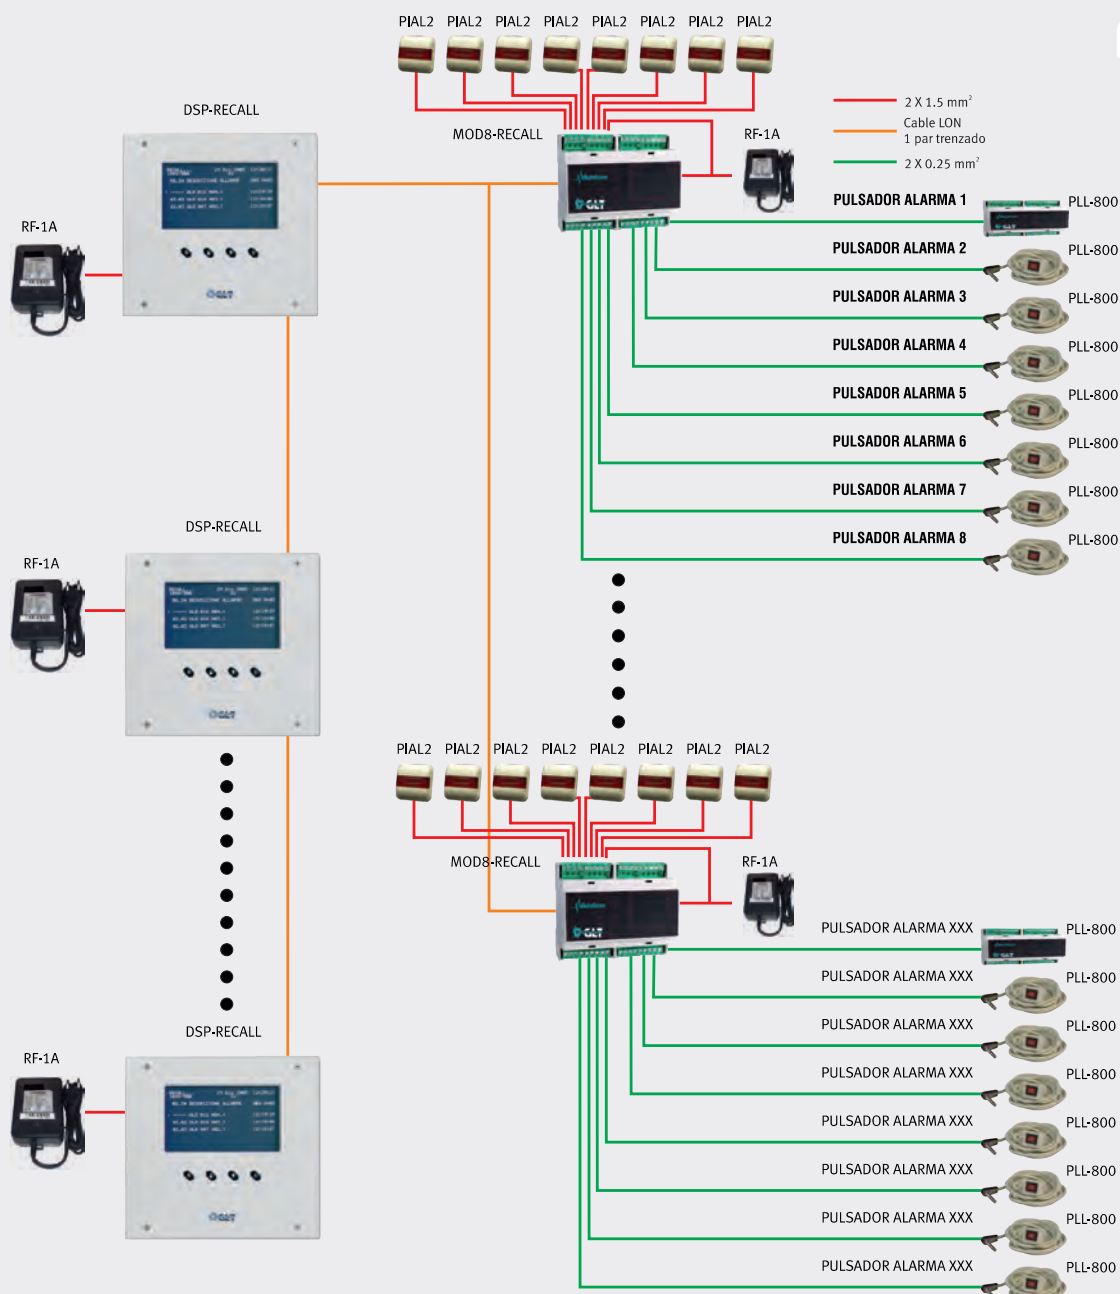 PIAL2 PIAL2 PIAL2 PIAL2 PIAL2 PIAL2 PIAL2 PIAL2
DSP-RECALL
MOD8-RECALL
RF-1A
2 X 1.5 mm²
Cable LON
1 par trenzado
2 X 0.25 mm²
GLT
RF-1A
GLT
PULSADOR ALARMA 1 PLL-800
PULSADOR ALARMA 2 PLL-800
PULSADOR ALARMA 3 PLL-800
PULSADOR ALARMA 4 PLL-800
PULSADOR ALARMA 5 PLL-800
PULSADOR ALARMA 6 PLL-800
PULSADOR ALARMA 7 PLL-800
PULSADOR ALARMA 8 PLL-800
DSP-RECALL
RF-1A
GLT
PIAL2 PIAL2 PIAL2 PIAL2 PIAL2 PIAL2 PIAL2 PIAL2
MOD8-RECALL
RF-1A
GLT
PULSADOR ALARMA XXX PLL-800
PULSADOR ALARMA XXX PLL-800
PULSADOR ALARMA XXX PLL-800
PULSADOR ALARMA XXX PLL-800
PULSADOR ALARMA XXX PLL-800
PULSADOR ALARMA XXX PLL-800
PULSADOR ALARMA XXX PLL-800
PULSADOR ALARMA XXX PLL-800
DSP-RECALL
RF-1A
GLT